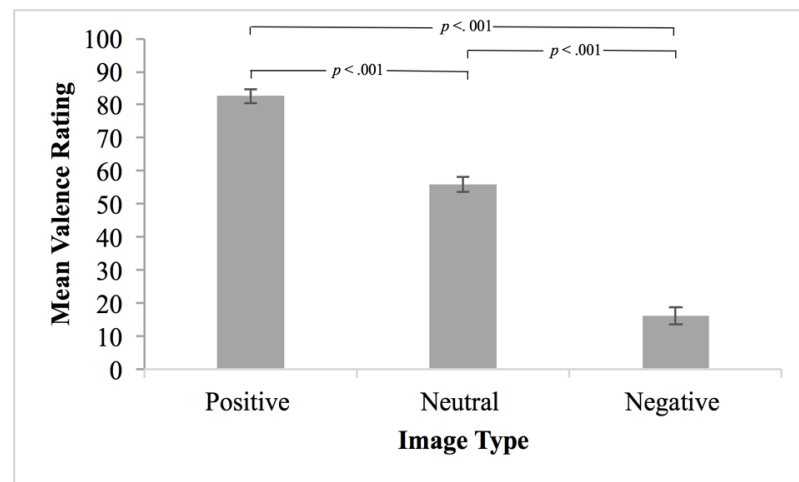 p <. 001
100
p < .001
p < .001
90
80
70
60
50
40
30
20
10
0
Mean Valence Rating
Positive Neutral Negative
Image Type